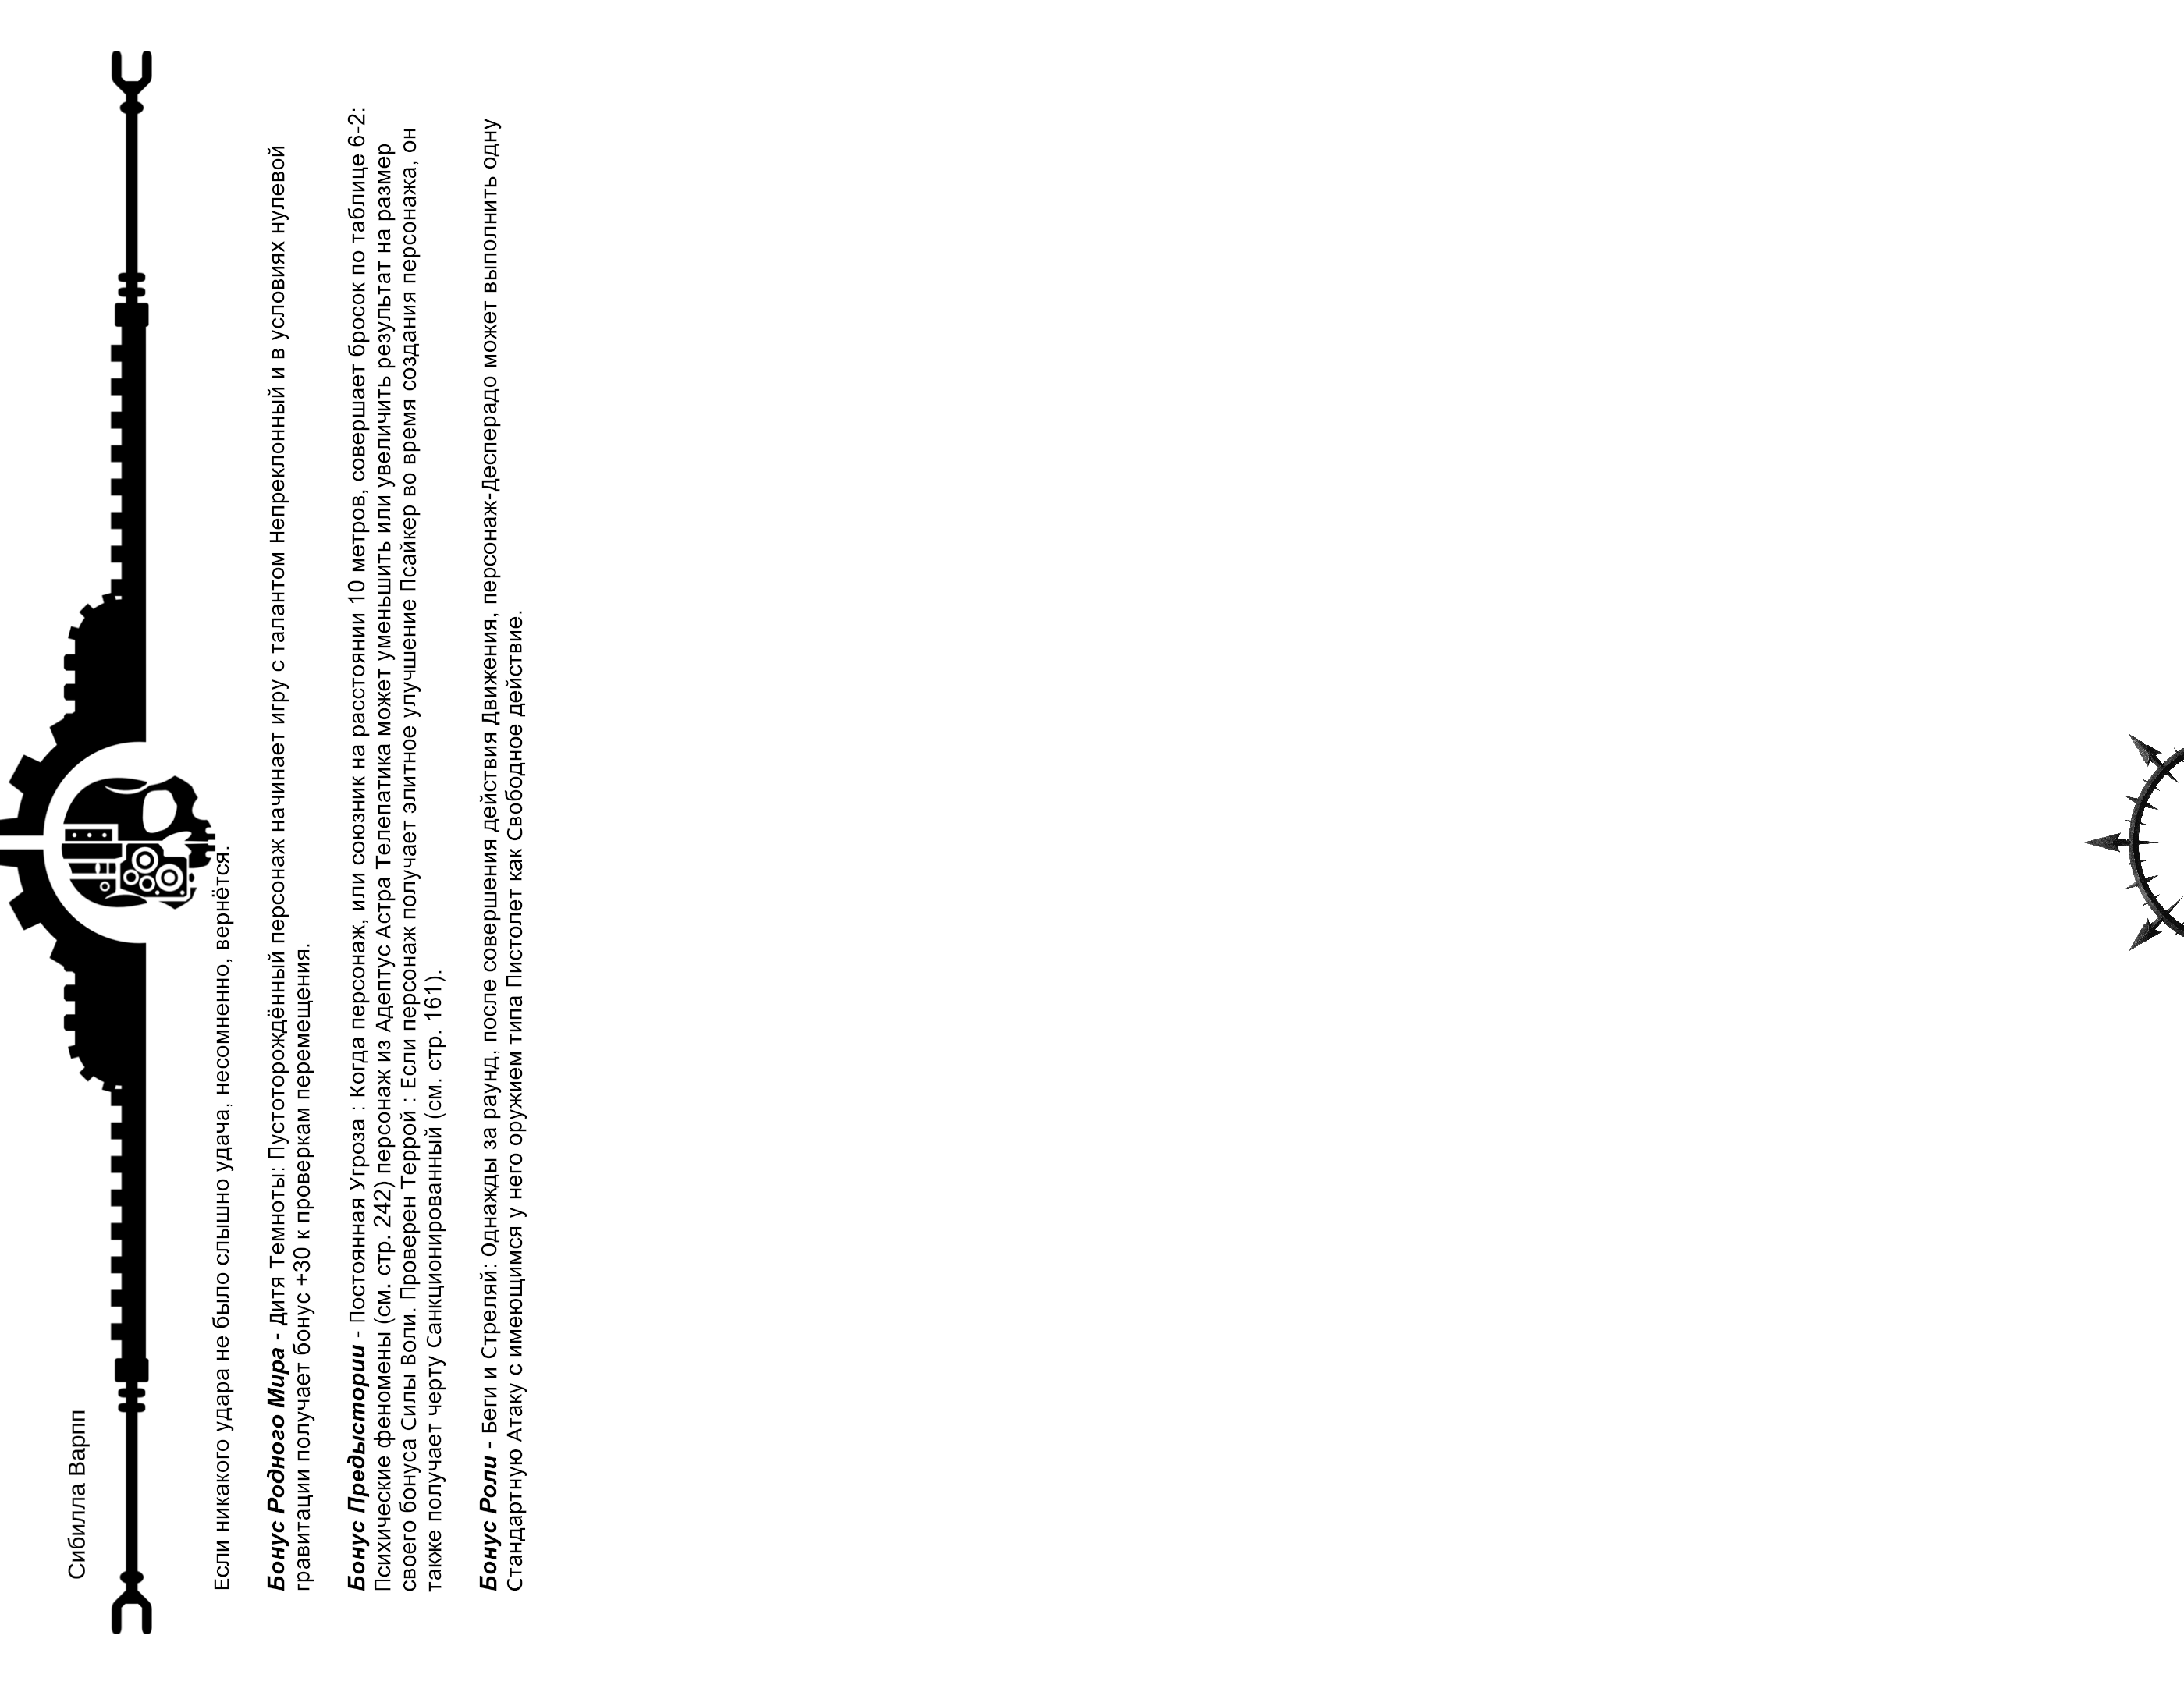 Сибилла Варпп
Если никакого удара не было слышно удача, несомненно, вернётся.
Бонус Родного Мира - Дитя Темноты: Пустоторождённый персонаж начинает игру с талантом Непреклонный и в условиях нулевой
гравитации получает бонус +30 к проверкам перемещения.
Бонус Предыстории - Постоянная Угроза : Когда персонаж, или союзник на расстоянии 10 метров, совершает бросок по таблице 6-2:
Психические феномены (см. стр. 242) персонаж из Адептус Астра Телепатика может уменьшить или увеличить результат на размер
своего бонуса Силы Воли. Проверен Террой : Если персонаж получает элитное улучшение Псайкер во время создания персонажа, он
также получает черту Санкционированный (см. стр. 161).
Бонус Роли - Беги и Стреляй: Однажды за раунд, после совершения действия Движения, персонаж-Десперадо может выполнить одну
Стандартную Атаку с имеющимся у него оружием типа Пистолет как Свободное действие.